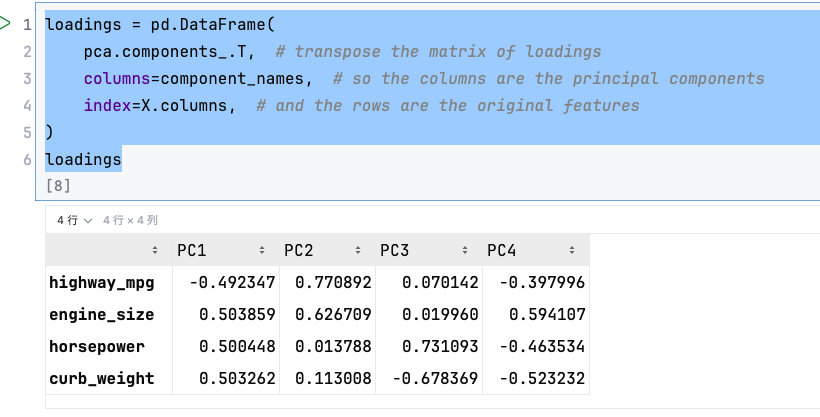 1 loadings = pd.DataFrame(
2 pca.components_.T,  # transpose the matrix of loadings
3 columns=component_names,  # so the columns are the principal components
4 index=X.columns,  # and the rows are the original features
5 )
6 loadings
[8]
4 行 4 行 × 4 列
PC1 PC2 PC3 PC4
highway_mpg -0.492347 0.770892 0.070142 -0.397996
engine_size 0.503859 0.626709 0.019960 0.594107
horsepower 0.500448 0.013788 0.731093 -0.463534
curb_weight 0.503262 0.113008 -0.678369 -0.523232